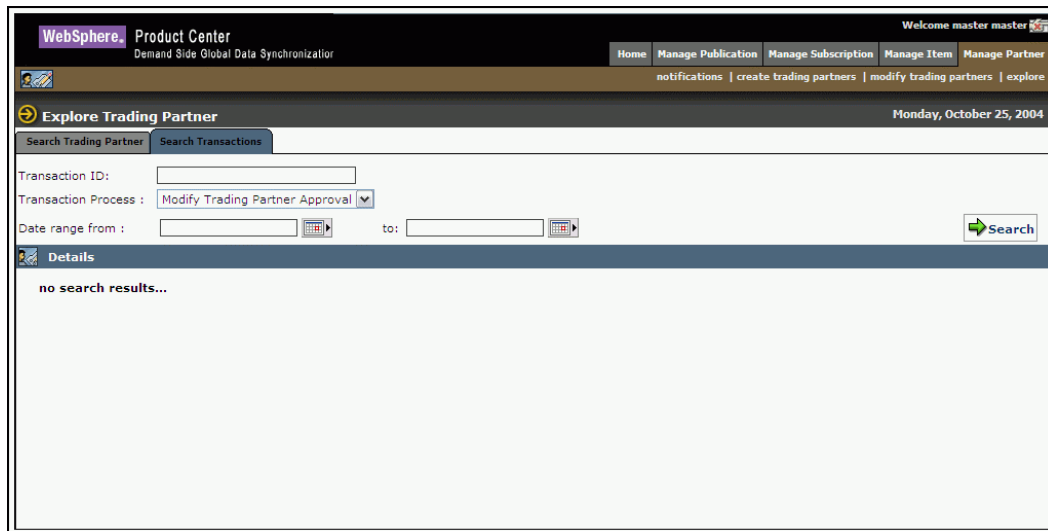 WebSphere. Product Center
Demand Side Global Data Synchronization
Welcome master master
Home Manage Publication Manage Subscription Manage Item Manage Partner
notifications | create trading partners | modify trading partners | explore
Explore Trading Partner
Monday, October 25, 2004
Search Trading Partner Search Transactions
Transaction ID:
Transaction Process : Modify Trading Partner Approval
Date range from : to: Search
Details
no search results...